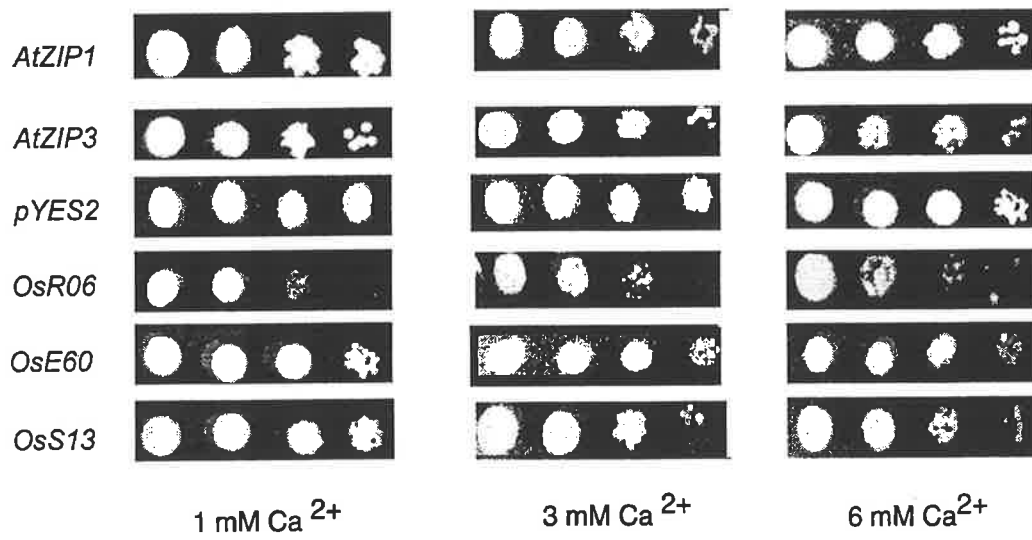 AtZIP1
AtZIP3
pYES2
OsR06
OsE60
OsS13
1 mM Ca 2+
3 mM Ca 2+
6 mM Ca2+